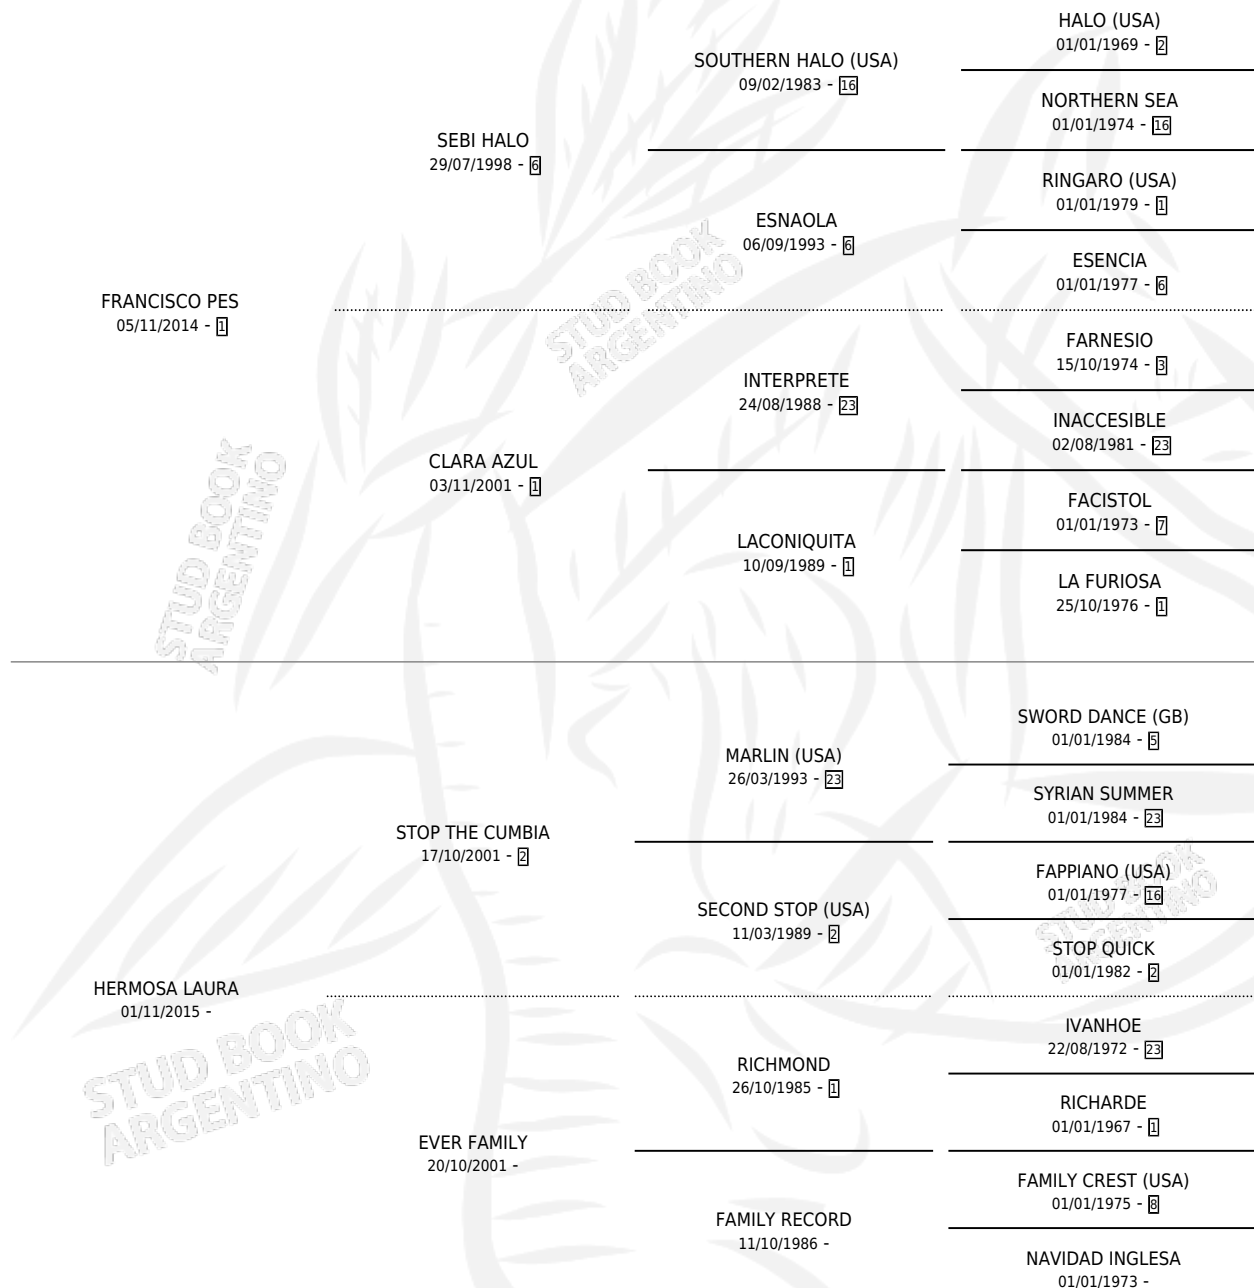 HALO (USA)
01/01/1969 - 2
SOUTHERN HALO (USA)
09/02/1983 - 16
NORTHERN SEA
01/01/1974 - 16
SEBI HALO
29/07/1998 - 6
RINGARO (USA)
01/01/1979 - 1
ESNAOLA
06/09/1993 - 6
ESENCIA
01/01/1977 - 6
FRANCISCO PES
05/11/2014 - 1
FARNESIO
15/10/1974 - 3
INTERPRETE
24/08/1988 - 23
INACCESIBLE
02/08/1981 - 23
CLARA AZUL
03/11/2001 - 1
FACISTOL
01/01/1973 - 7
LACONIQUITA
10/09/1989 - 1
LA FURIOSA
25/10/1976 - 1
SWORD DANCE (GB)
01/01/1984 - 5
MARLIN (USA)
26/03/1993 - 23
SYRIAN SUMMER
01/01/1984 - 23
STOP THE CUMBIA
17/10/2001 - 2
FAPPIANO (USA)
01/01/1977 - 16
SECOND STOP (USA)
11/03/1989 - 2
STOP QUICK
01/01/1982 - 2
HERMOSA LAURA
01/11/2015 -
IVANHOE
22/08/1972 - 23
RICHMOND
26/10/1985 - 1
RICHARDE
01/01/1967 - 1
EVER FAMILY
20/10/2001 -
FAMILY CREST (USA)
01/01/1975 - 8
FAMILY RECORD
11/10/1986 -
NAVIDAD INGLESA
01/01/1973 -
STUD BOOK
ARGENTINO
STUD BOOK
ARGENTINO
STUD BOOK
ARGENTINO
STUD BOOK
ARGENTINO